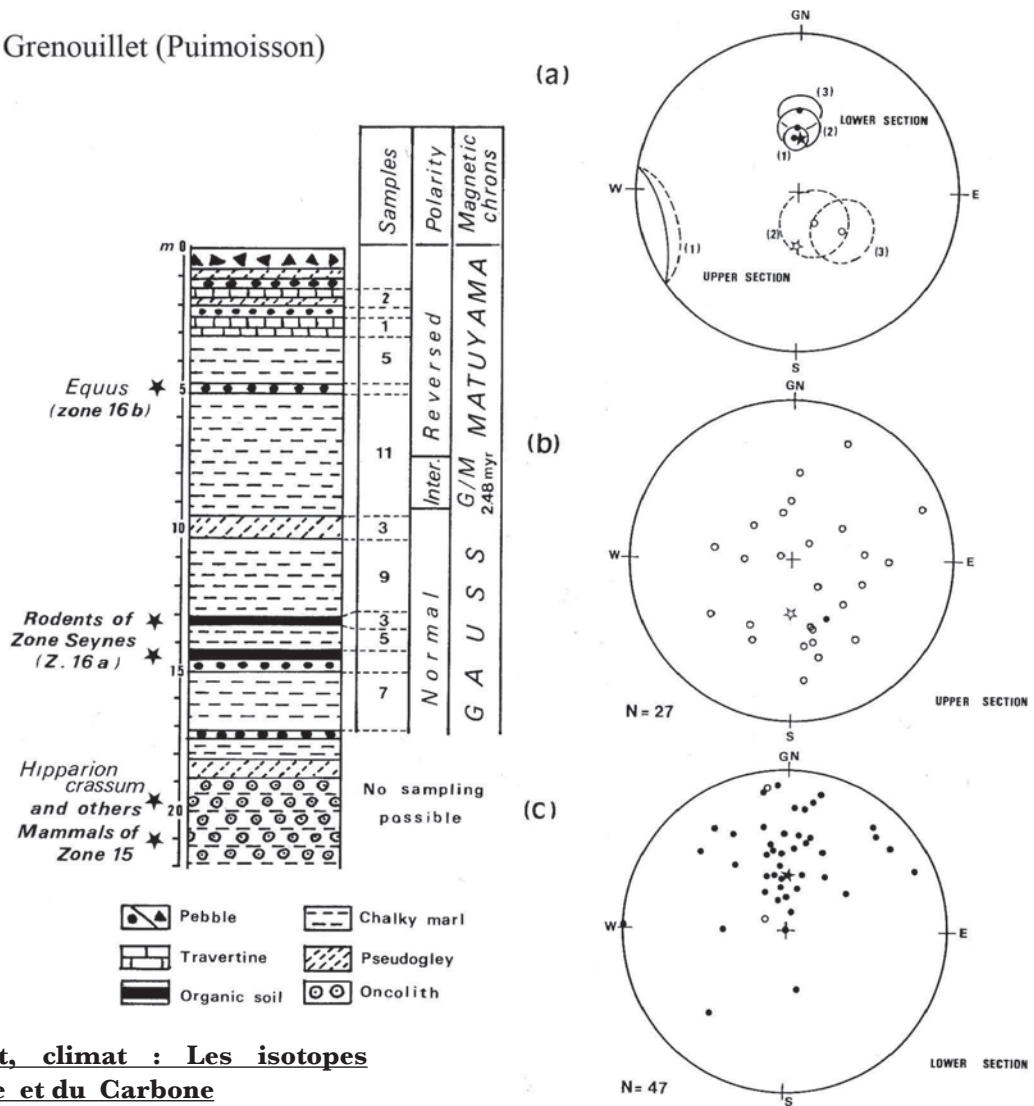 Grenouillet (Puimoisson)
Samples
Polarity
Magnetic
chrons
m 0
5
10
15
20
2
1
5
11
3
9
3
5
7
Reversed
Inter.
Normal
MATUYAMA
G/M
2.48 myr
GAUSS
Equus
(zone 16 b)
Rodents of
Zone Seynes
(Z. 16 a)
Hipparion
crassum
and others
Mammals of
Zone 15
No sampling
possible
Pebble
Travertine
Organic soil
Chalky marl
Pseudogley
Oncolith
t, climat : Les isotopes
e et du Carbone
(a)
GN
(3)
LOWER SECTION
(2)
(1)
W
E
(2)
(3)
(1)
UPPER SECTION
S
(b)
GN
W
E
N = 27
UPPER SECTION
S
(c)
GN
W
E
N = 47
LOWER SECTION
S